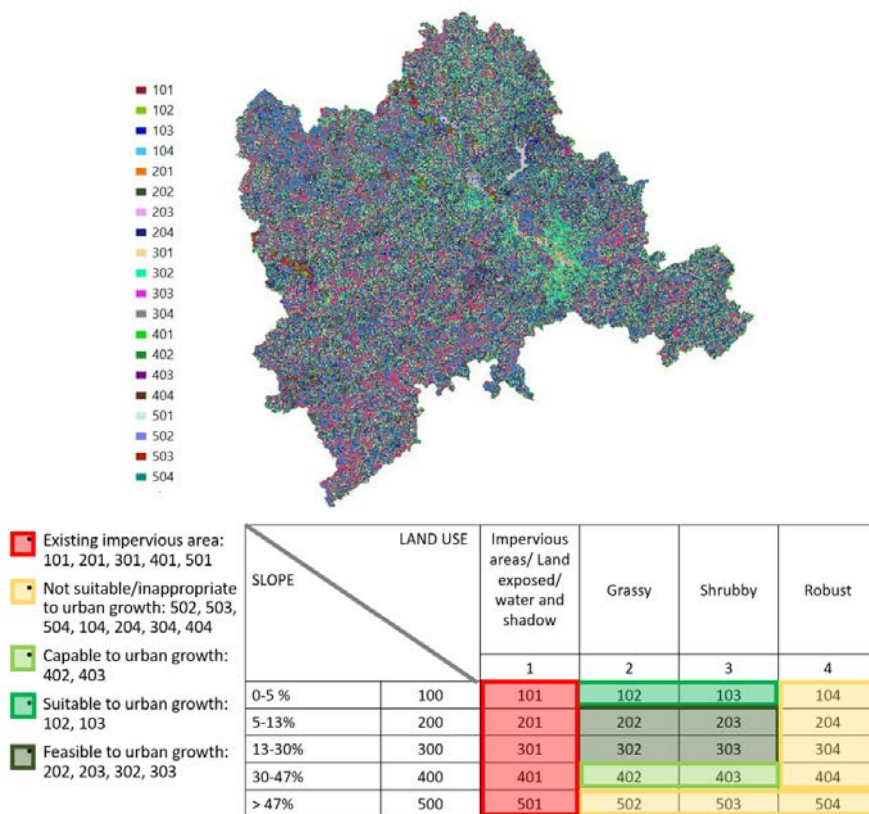 101
102
103
104
201
202
203
204
301
302
303
304
401
402
403
404
501
502
503
504
Existing impervious area:
101, 201, 301, 401, 501
Not suitable/inappropriate
to urban growth: 502, 503,
504, 104, 204, 304, 404
Capable to urban growth:
402, 403
Suitable to urban growth:
102, 103
Feasible to urban growth:
202, 203, 302, 303
LAND USE
SLOPE
Impervious
areas/ Land
exposed/
water and
shadow
Grassy
Shrubby
Robust
1 2 3 4
0-5 % 100 101 102 103 104
5-13% 200 201 202 203 204
13-30% 300 301 302 303 304
30-47% 400 401 402 403 404
> 47% 500 501 502 503 504